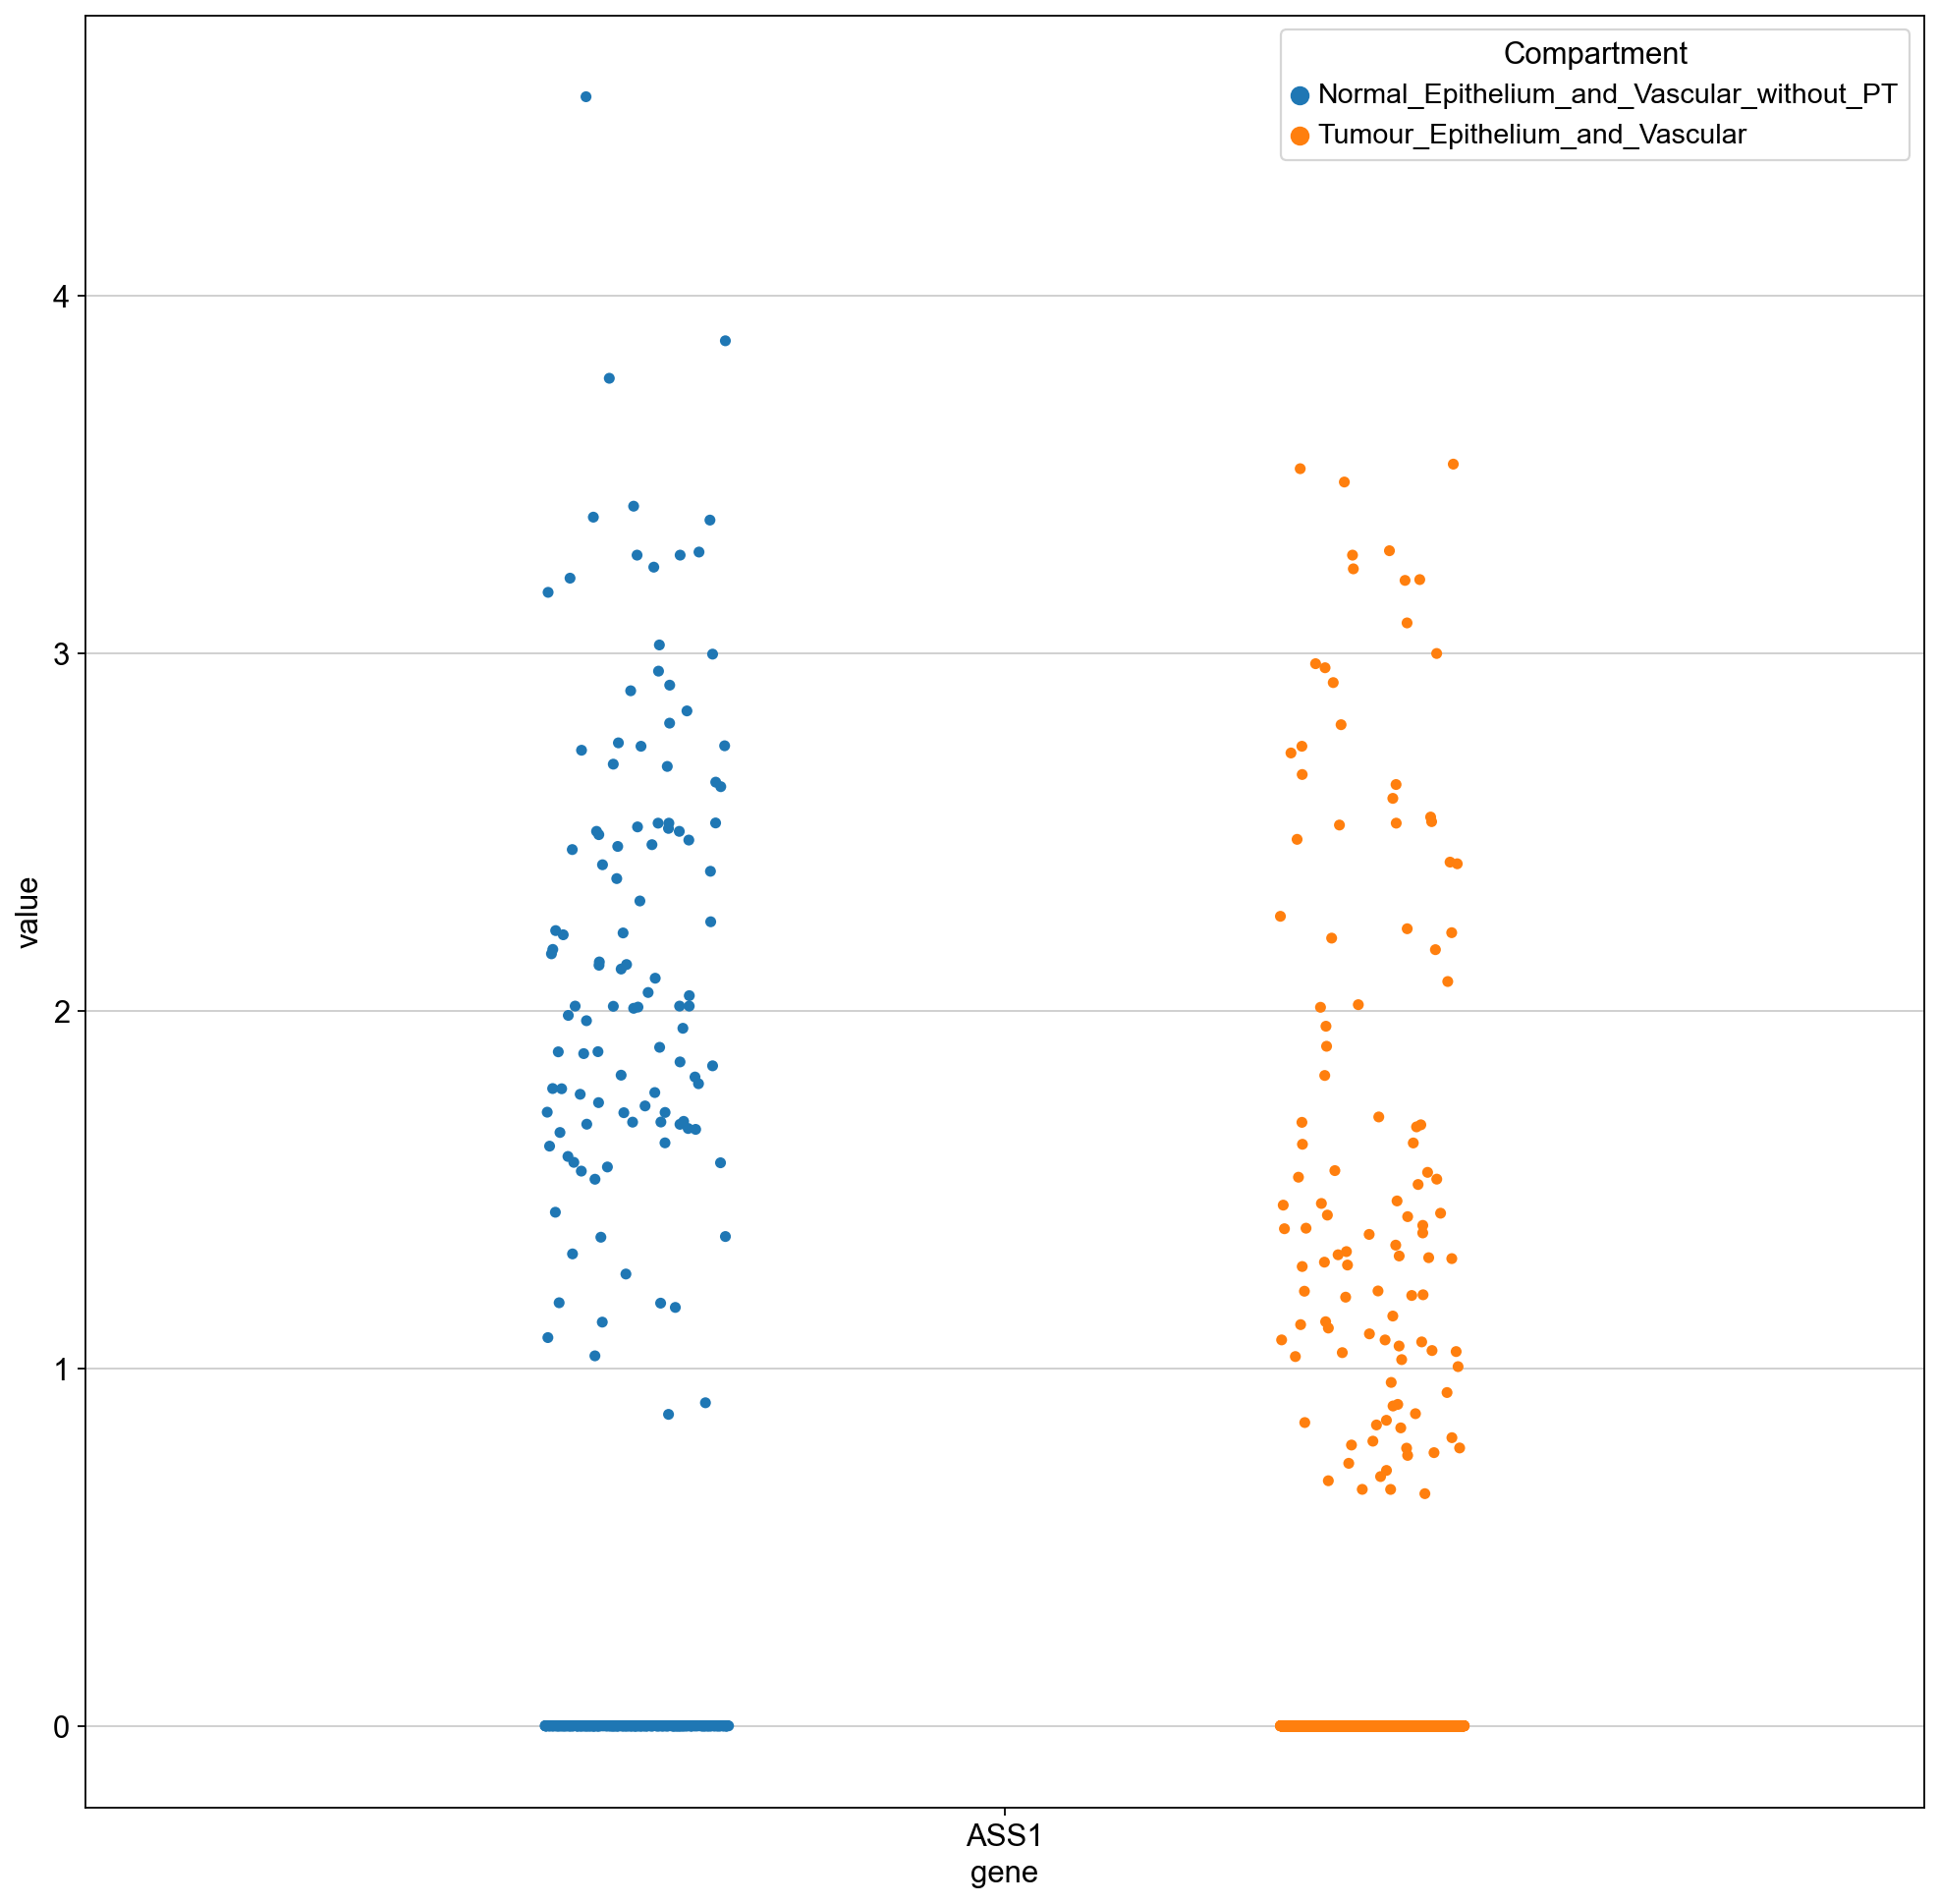 Compartment
Normal_Epithelium_and_Vascular_without_PT
Tumour_Epithelium_and_Vascular
4
3
2
1
0
value
ASS1
gene